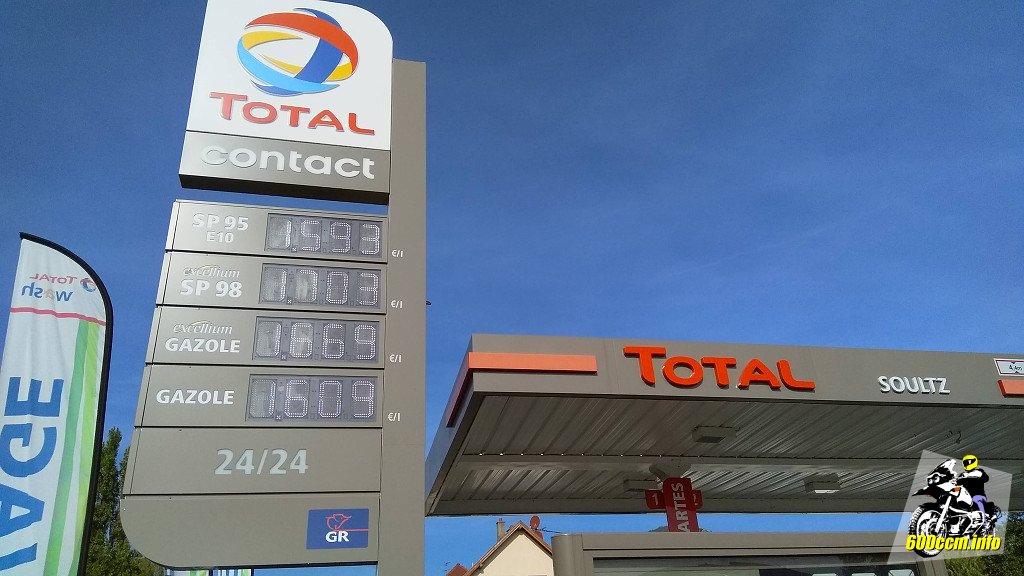 TOTAL
contact
SP 95
E10
1.593 €/l
excellium
SP 98
1.703 €/l
excellium
GAZOLE
1.669 €/l
GAZOLE
1.609 €/l
24/24
GR
TOTAL
wash
AGE
TOTAL
SOULTZ
CARTES
600ccm.info